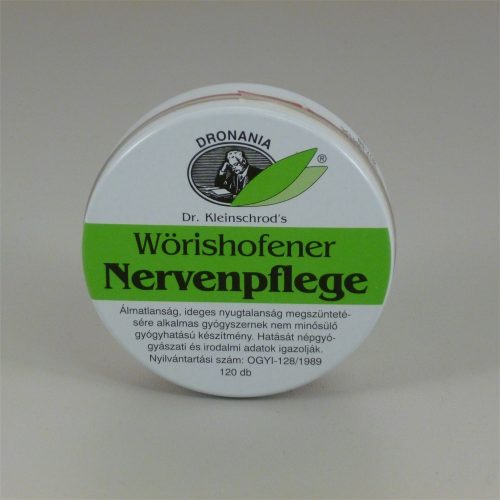 DRONANIA
®
Dr. Kleinschrod's
Wörishofener
Nervenpflege
Álmatlanság, ideges nyugtalanság megszünteté-
sére alkalmas gyógyszernek nem minősülő
gyógyhatású készítmény. Hatását népgyó-
gyászati és irodalmi adatok igazolják.
Nyilvántartási szám: OGYI-128/1989
120 db